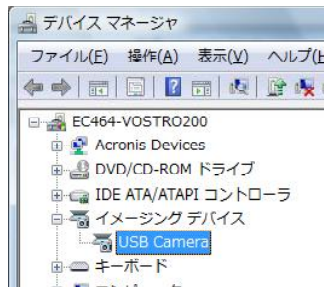 デバイス マネージャ
ファイル(F) 操作(A) 表示(V) ヘルプ(H
EC464-VOSTRO200
Acronis Devices
DVD/CD-ROM ドライブ
IDE ATA/ATAPI コントローラ
イメージング デバイス
USB Camera
キーボード